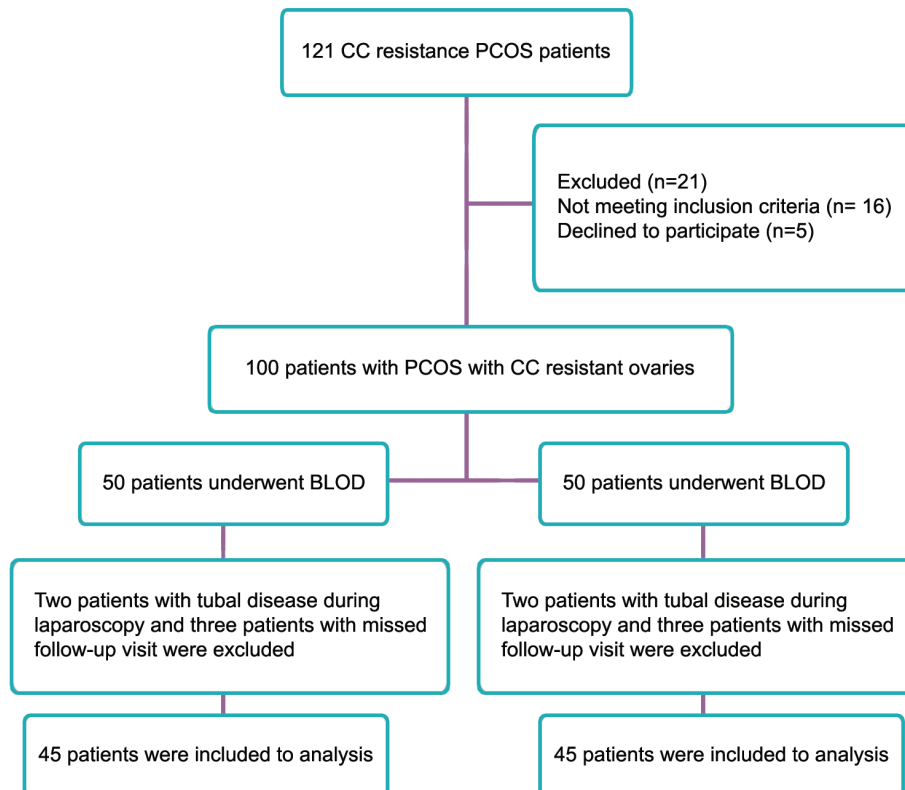 121 CC resistance PCOS patients
Excluded (n=21)
Not meeting inclusion criteria (n= 16)
Declined to participate (n=5)
100 patients with PCOS with CC resistant ovaries
50 patients underwent BLOD
50 patients underwent BLOD
Two patients with tubal disease during
laparoscopy and three patients with missed
follow-up visit were excluded
Two patients with tubal disease during
laparoscopy and three patients with missed
follow-up visit were excluded
45 patients were included to analysis
45 patients were included to analysis